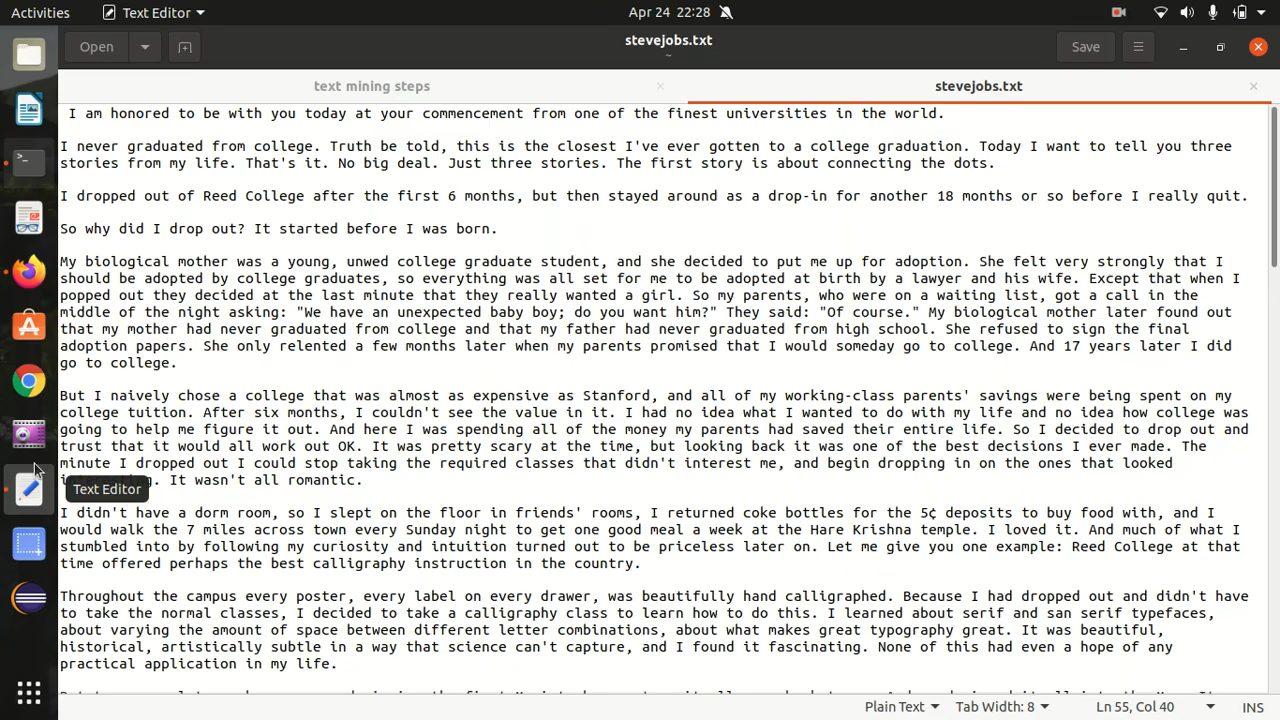 Activities
Text Editor
Apr 24 22:28
Open
stevejobs.txt
~
Save
text mining steps
stevejobs.txt
I am honored to be with you today at your commencement from one of the finest universities in the world.
I never graduated from college. Truth be told, this is the closest I've ever gotten to a college graduation. Today I want to tell you three
stories from my life. That's it. No big deal. Just three stories. The first story is about connecting the dots.
I dropped out of Reed College after the first 6 months, but then stayed around as a drop-in for another 18 months or so before I really quit.
So why did I drop out? It started before I was born.
My biological mother was a young, unwed college graduate student, and she decided to put me up for adoption. She felt very strongly that I
should be adopted by college graduates, so everything was all set for me to be adopted at birth by a lawyer and his wife. Except that when I
popped out they decided at the last minute that they really wanted a girl. So my parents, who were on a waiting list, got a call in the
middle of the night asking: "We have an unexpected baby boy; do you want him?" They said: "Of course." My biological mother later found out
that my mother had never graduated from college and that my father had never graduated from high school. She refused to sign the final
adoption papers. She only relented a few months later when my parents promised that I would someday go to college. And 17 years later I did
go to college.
But I naively chose a college that was almost as expensive as Stanford, and all of my working-class parents' savings were being spent on my
college tuition. After six months, I couldn't see the value in it. I had no idea what I wanted to do with my life and no idea how college was
going to help me figure it out. And here I was spending all of the money my parents had saved their entire life. So I decided to drop out and
trust that it would all work out OK. It was pretty scary at the time, but looking back it was one of the best decisions I ever made. The
minute I dropped out I could stop taking the required classes that didn't interest me, and begin dropping in on the ones that looked
It wasn't all romantic.
Text Editor
I didn't have a dorm room, so I slept on the floor in friends' rooms, I returned coke bottles for the 5¢ deposits to buy food with, and I
would walk the 7 miles across town every Sunday night to get one good meal a week at the Hare Krishna temple. I loved it. And much of what I
stumbled into by following my curiosity and intuition turned out to be priceless later on. Let me give you one example: Reed College at that
time offered perhaps the best calligraphy instruction in the country.
Throughout the campus every poster, every label on every drawer, was beautifully hand calligraphed. Because I had dropped out and didn't have
to take the normal classes, I decided to take a calligraphy class to learn how to do this. I learned about serif and san serif typefaces,
about varying the amount of space between different letter combinations, about what makes great typography great. It was beautiful,
historical, artistically subtle in a way that science can't capture, and I found it fascinating. None of this had even a hope of any
practical application in my life.
Plain Text
Tab Width: 8
Ln 55, Col 40
INS